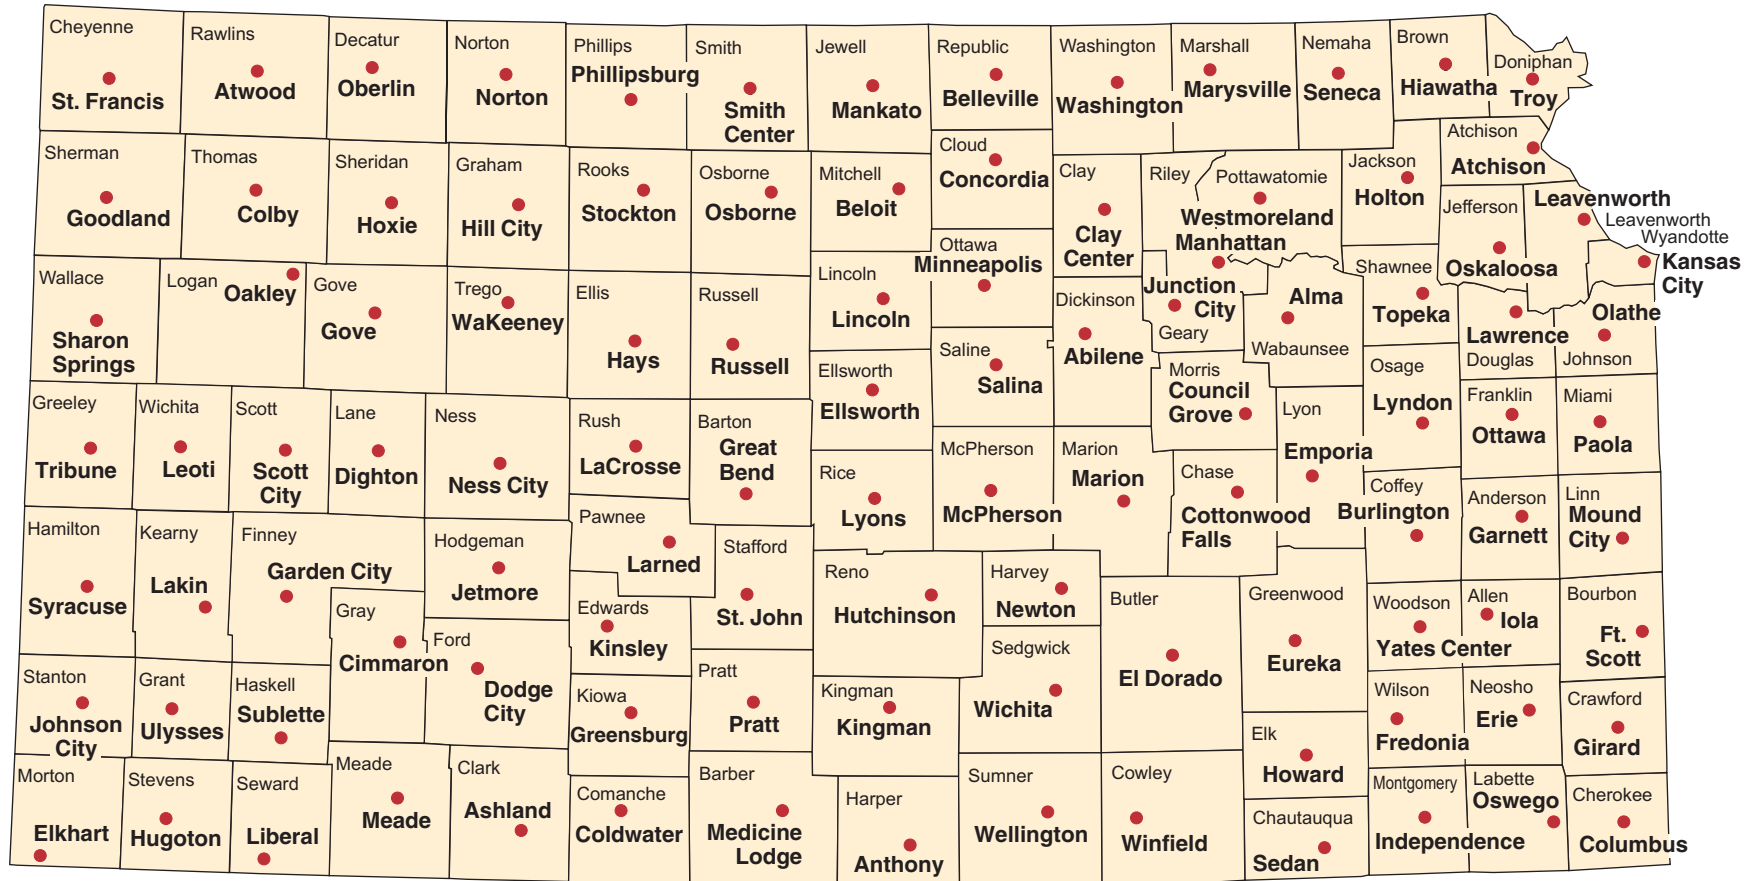 Cheyenne
St. Francis
Rawlins
Atwood
Decatur
Oberlin
Norton
Norton
Phillips
Phillipsburg
Smith
Smith
Center
Jewell
Mankato
Republic
Belleville
Washington
Washington
Marshall
Marysville
Nemaha
Seneca
Brown
Hiawatha
Doniphan
Troy
Sherman
Goodland
Thomas
Colby
Sheridan
Hoxie
Graham
Hill City
Rooks
Stockton
Osborne
Osborne
Mitchell
Beloit
Cloud
Concordia
Clay
Clay
Center
Riley
Manhattan
Pottawatomie
Westmoreland
Jackson
Holton
Atchison
Atchison
Jefferson
Oskaloosa
Leavenworth
Leavenworth
Wyandotte
Kansas
City
Wallace
Sharon
Springs
Logan
Oakley
Gove
Gove
Trego
WaKeeney
Ellis
Hays
Russell
Russell
Lincoln
Lincoln
Ottawa
Minneapolis
Saline
Salina
Dickinson
Abilene
Junction
City
Geary
Alma
Wabaunsee
Shawnee
Topeka
Lawrence
Douglas
Olathe
Johnson
Ellsworth
Ellsworth
Morris
Council
Grove
Osage
Lyndon
Franklin
Ottawa
Miami
Paola
Greeley
Tribune
Wichita
Leoti
Scott
Scott
City
Lane
Dighton
Ness
Ness City
Rush
LaCrosse
Barton
Great
Bend
Rice
Lyons
McPherson
McPherson
Marion
Marion
Chase
Cottonwood
Falls
Lyon
Emporia
Coffey
Burlington
Anderson
Garnett
Linn
Mound
City
Hamilton
Syracuse
Kearny
Lakin
Finney
Garden City
Hodgeman
Jetmore
Pawnee
Larned
Stafford
St. John
Reno
Hutchinson
Harvey
Newton
Butler
El Dorado
Greenwood
Eureka
Woodson
Yates Center
Allen
Iola
Bourbon
Ft.
Scott
Gray
Cimmaron
Ford
Dodge
City
Edwards
Kinsley
Sedgwick
Wichita
Stanton
Johnson
City
Grant
Ulysses
Haskell
Sublette
Kiowa
Greensburg
Pratt
Pratt
Kingman
Kingman
Elk
Howard
Wilson
Fredonia
Neosho
Erie
Crawford
Girard
Morton
Elkhart
Stevens
Hugoton
Seward
Liberal
Meade
Meade
Clark
Ashland
Comanche
Coldwater
Barber
Medicine
Lodge
Harper
Anthony
Sumner
Wellington
Cowley
Winfield
Chautauqua
Sedan
Montgomery
Independence
Labette
Oswego
Cherokee
Columbus